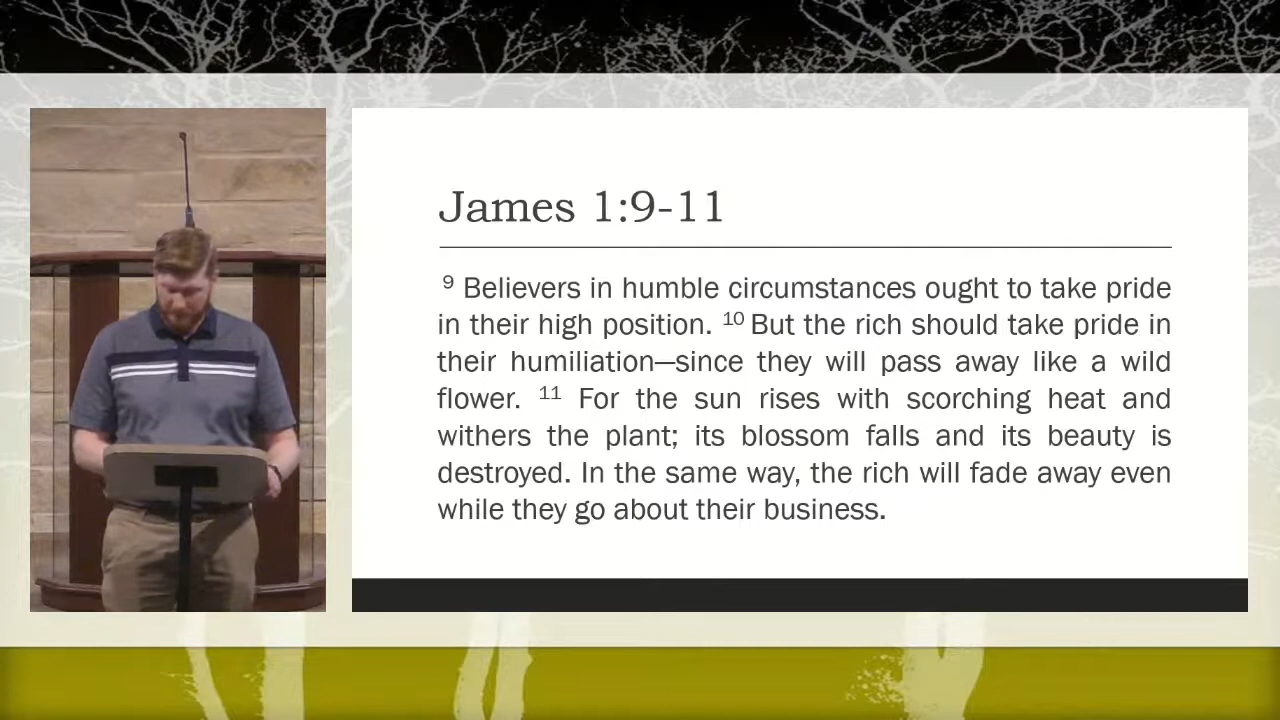 James 1:9-11
⁹ Believers in humble circumstances ought to take pride
in their high position. ¹⁰ But the rich should take pride in
their humiliation—since they will pass away like a wild
flower. ¹¹ For the sun rises with scorching heat and
withers the plant; its blossom falls and its beauty is
destroyed. In the same way, the rich will fade away even
while they go about their business.